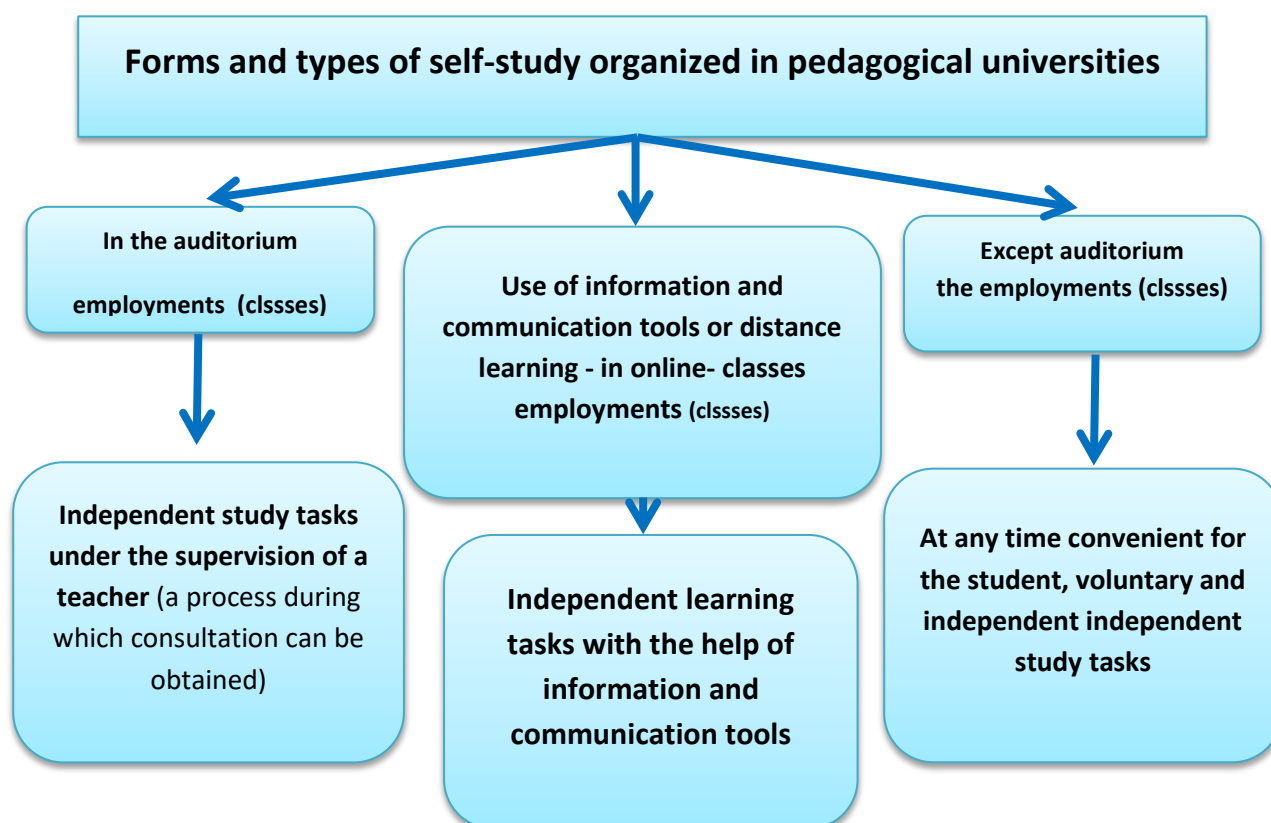 Forms and types of self-study organized in pedagogical universities
In the auditorium
employments (clssses)
Use of information and
communication tools or distance
learning - in online- classes
employments (clssses)
Except auditorium
the employments (clssses)
Independent study tasks
under the supervision of a
teacher (a process during
which consultation can be
obtained)
Independent learning
tasks with the help of
information and
communication tools
At any time convenient for
the student, voluntary and
independent independent
study tasks